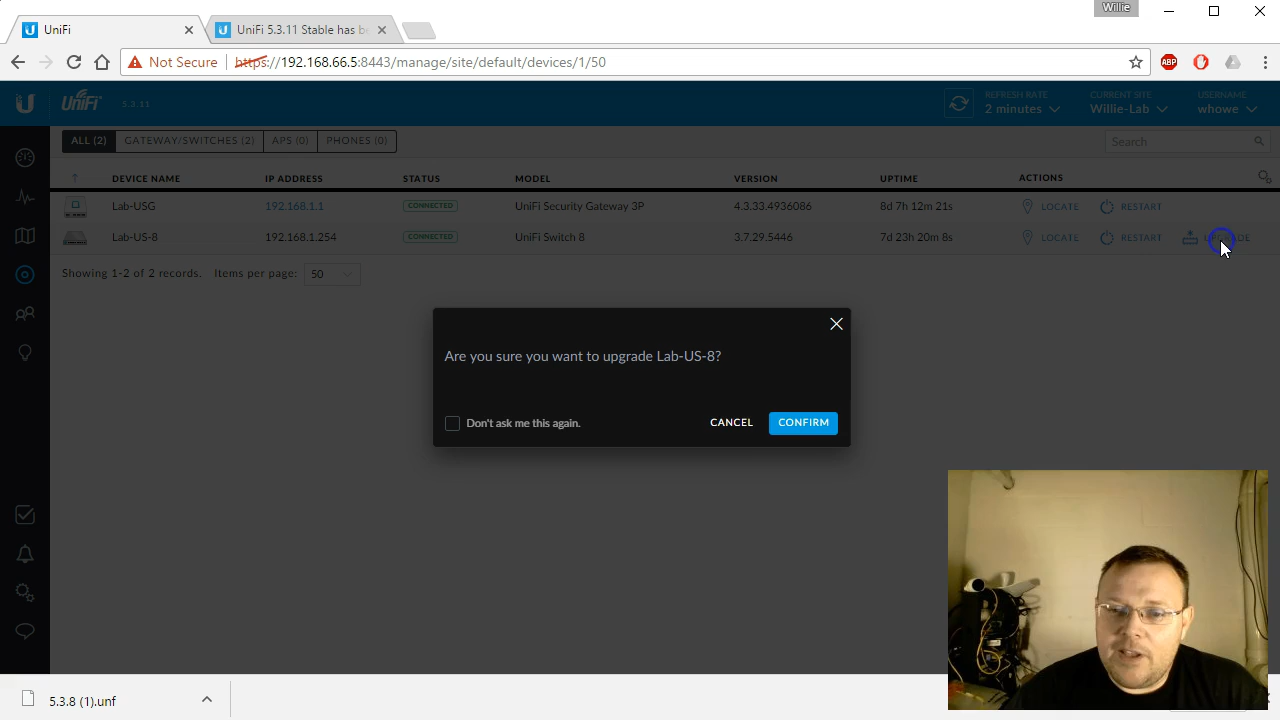 Willie
UniFi
UniFi 5.3.11 Stable has be
Not Secure https://192.168.66.5:8443/manage/site/default/devices/1/50
ABP
UniFi 5.3.11
REFRESH RATE CURRENT SITE USERNAME
2 minutes Willie-Lab whowe
ALL (2) GATEWAY/SWITCHES (2) APS (0) PHONES (0) Search
DEVICE NAME IP ADDRESS STATUS MODEL VERSION UPTIME ACTIONS
Lab-USG 192.168.1.1 CONNECTED UniFi Security Gateway 3P 4.3.33.4936086 8d 7h 12m 21s LOCATE RESTART
Lab-US-8 192.168.1.254 CONNECTED UniFi Switch 8 3.7.29.5446 7d 23h 20m 8s LOCATE RESTART UPGRADE
Showing 1-2 of 2 records. Items per page: 50
Are you sure you want to upgrade Lab-US-8?
Don't ask me this again. CANCEL CONFIRM
5.3.8 (1).unf